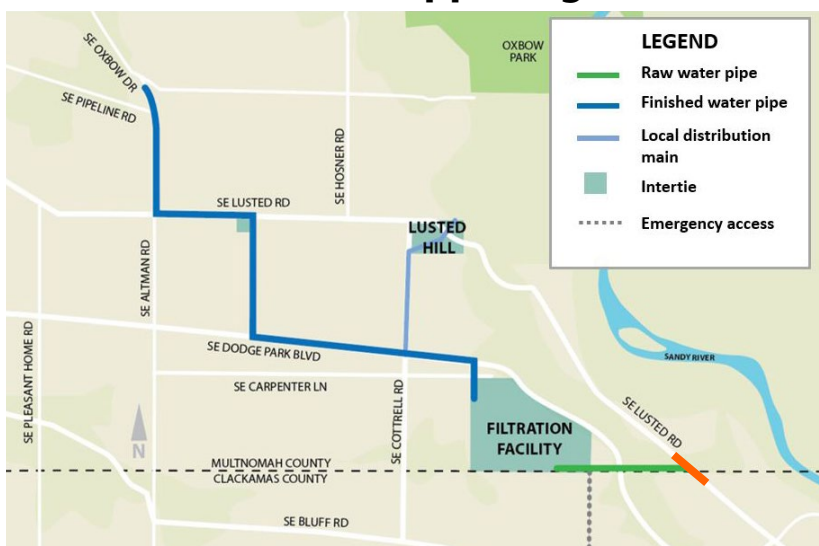 OXBOW
PARK
LEGEND
Raw water pipe
Finished water pipe
Local distribution
main
Intertie
Emergency access
SE OXBOW DR
SE PIPELINE RD
SE HOSNER RD
SE LUSTED RD
LUSTED
HILL
SE ALTMAN RD
SE DODGE PARK BLVD
SE PLEASANT HOME RD
SE CARPENTER LN
SE COTTRELL RD
SANDY RIVER
SE LUSTED RD
FILTRATION
FACILITY
N
MULTNOMAH COUNTY
CLACKAMAS COUNTY
SE BLUFF RD